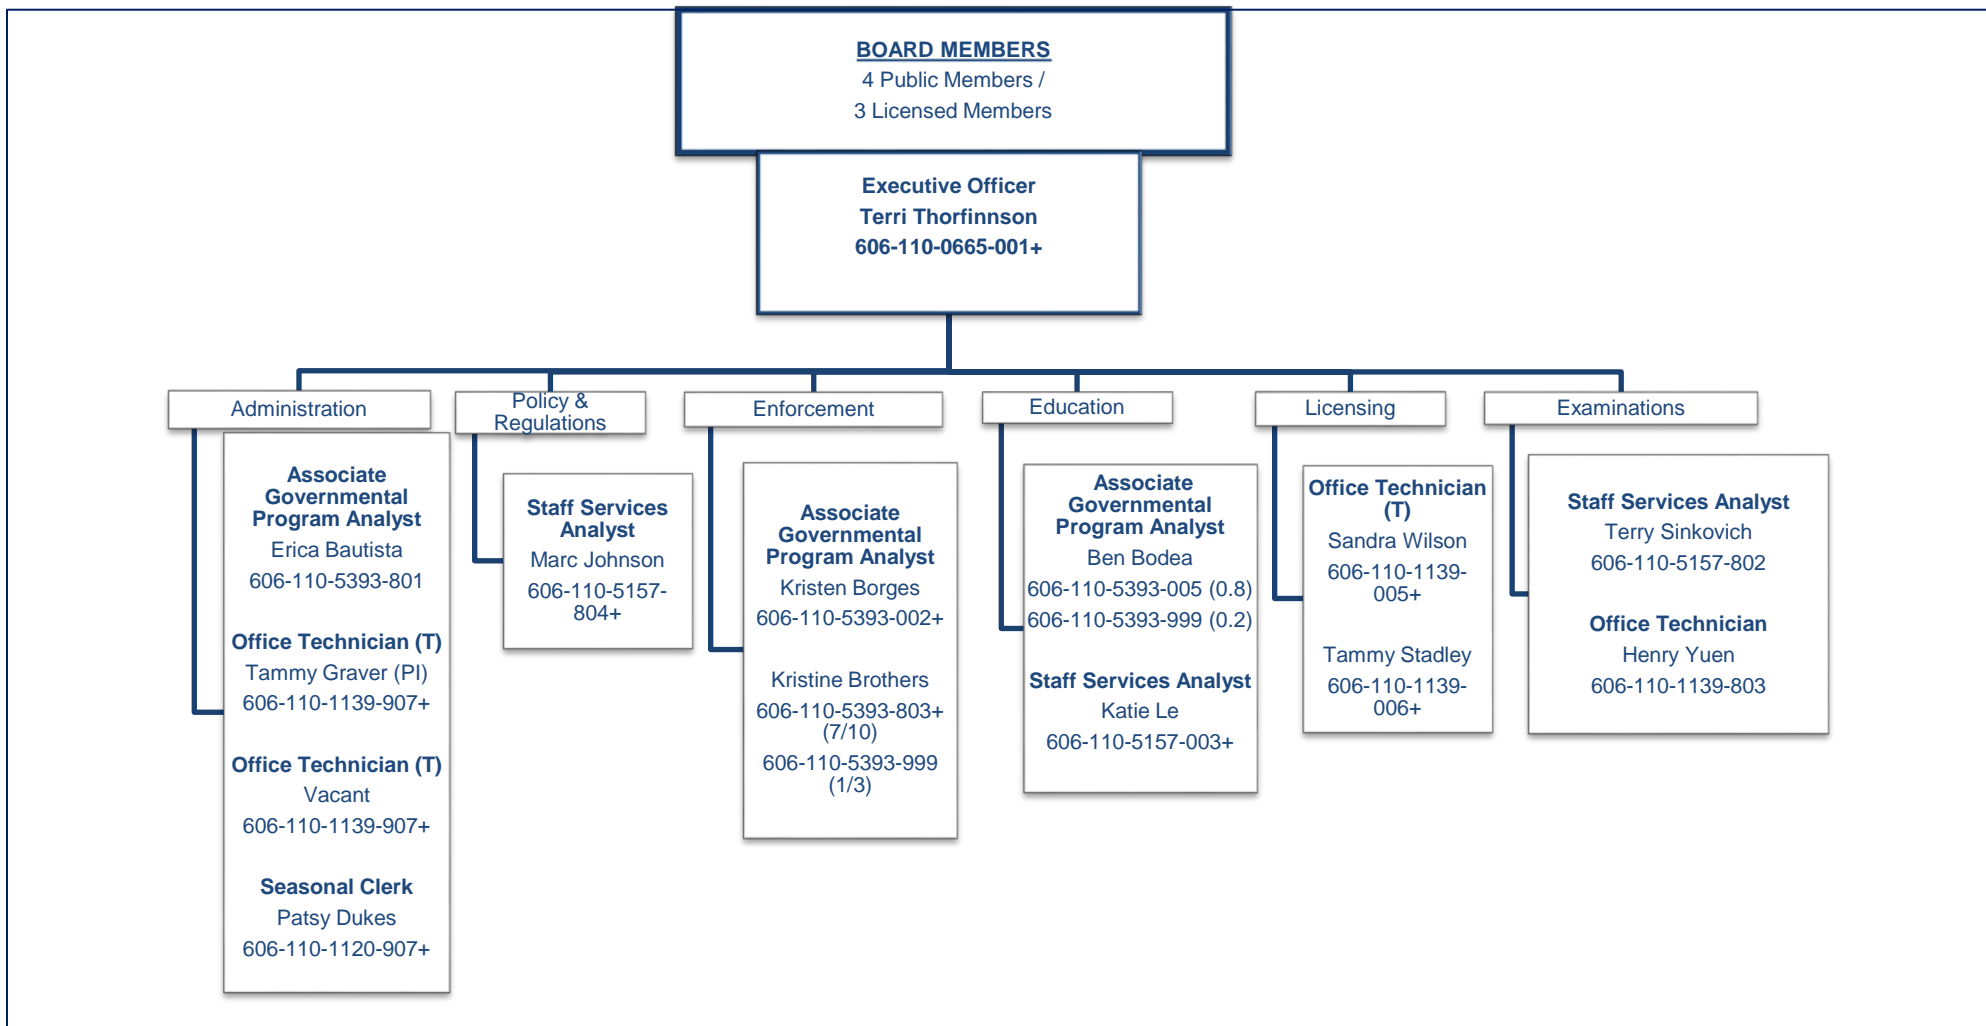 BOARD MEMBERS
4 Public Members /
3 Licensed Members
Executive Officer
Terri Thorfinnson
606-110-0665-001+
Administration
Associate
Governmental
Program Analyst
Erica Bautista
606-110-5393-801
Office Technician (T)
Tammy Graver (PI)
606-110-1139-907+
Office Technician (T)
Vacant
606-110-1139-907+
Seasonal Clerk
Patsy Dukes
606-110-1120-907+
Policy &
Regulations
Staff Services
Analyst
Marc Johnson
606-110-5157-
804+
Enforcement
Associate
Governmental
Program Analyst
Kristen Borges
606-110-5393-002+
Kristine Brothers
606-110-5393-803+
(7/10)
606-110-5393-999
(1/3)
Education
Associate
Governmental
Program Analyst
Ben Bodea
606-110-5393-005 (0.8)
606-110-5393-999 (0.2)
Staff Services Analyst
Katie Le
606-110-5157-003+
Licensing
Office Technician
(T)
Sandra Wilson
606-110-1139-
005+
Tammy Stadley
606-110-1139-
006+
Examinations
Staff Services Analyst
Terry Sinkovich
606-110-5157-802
Office Technician
Henry Yuen
606-110-1139-803